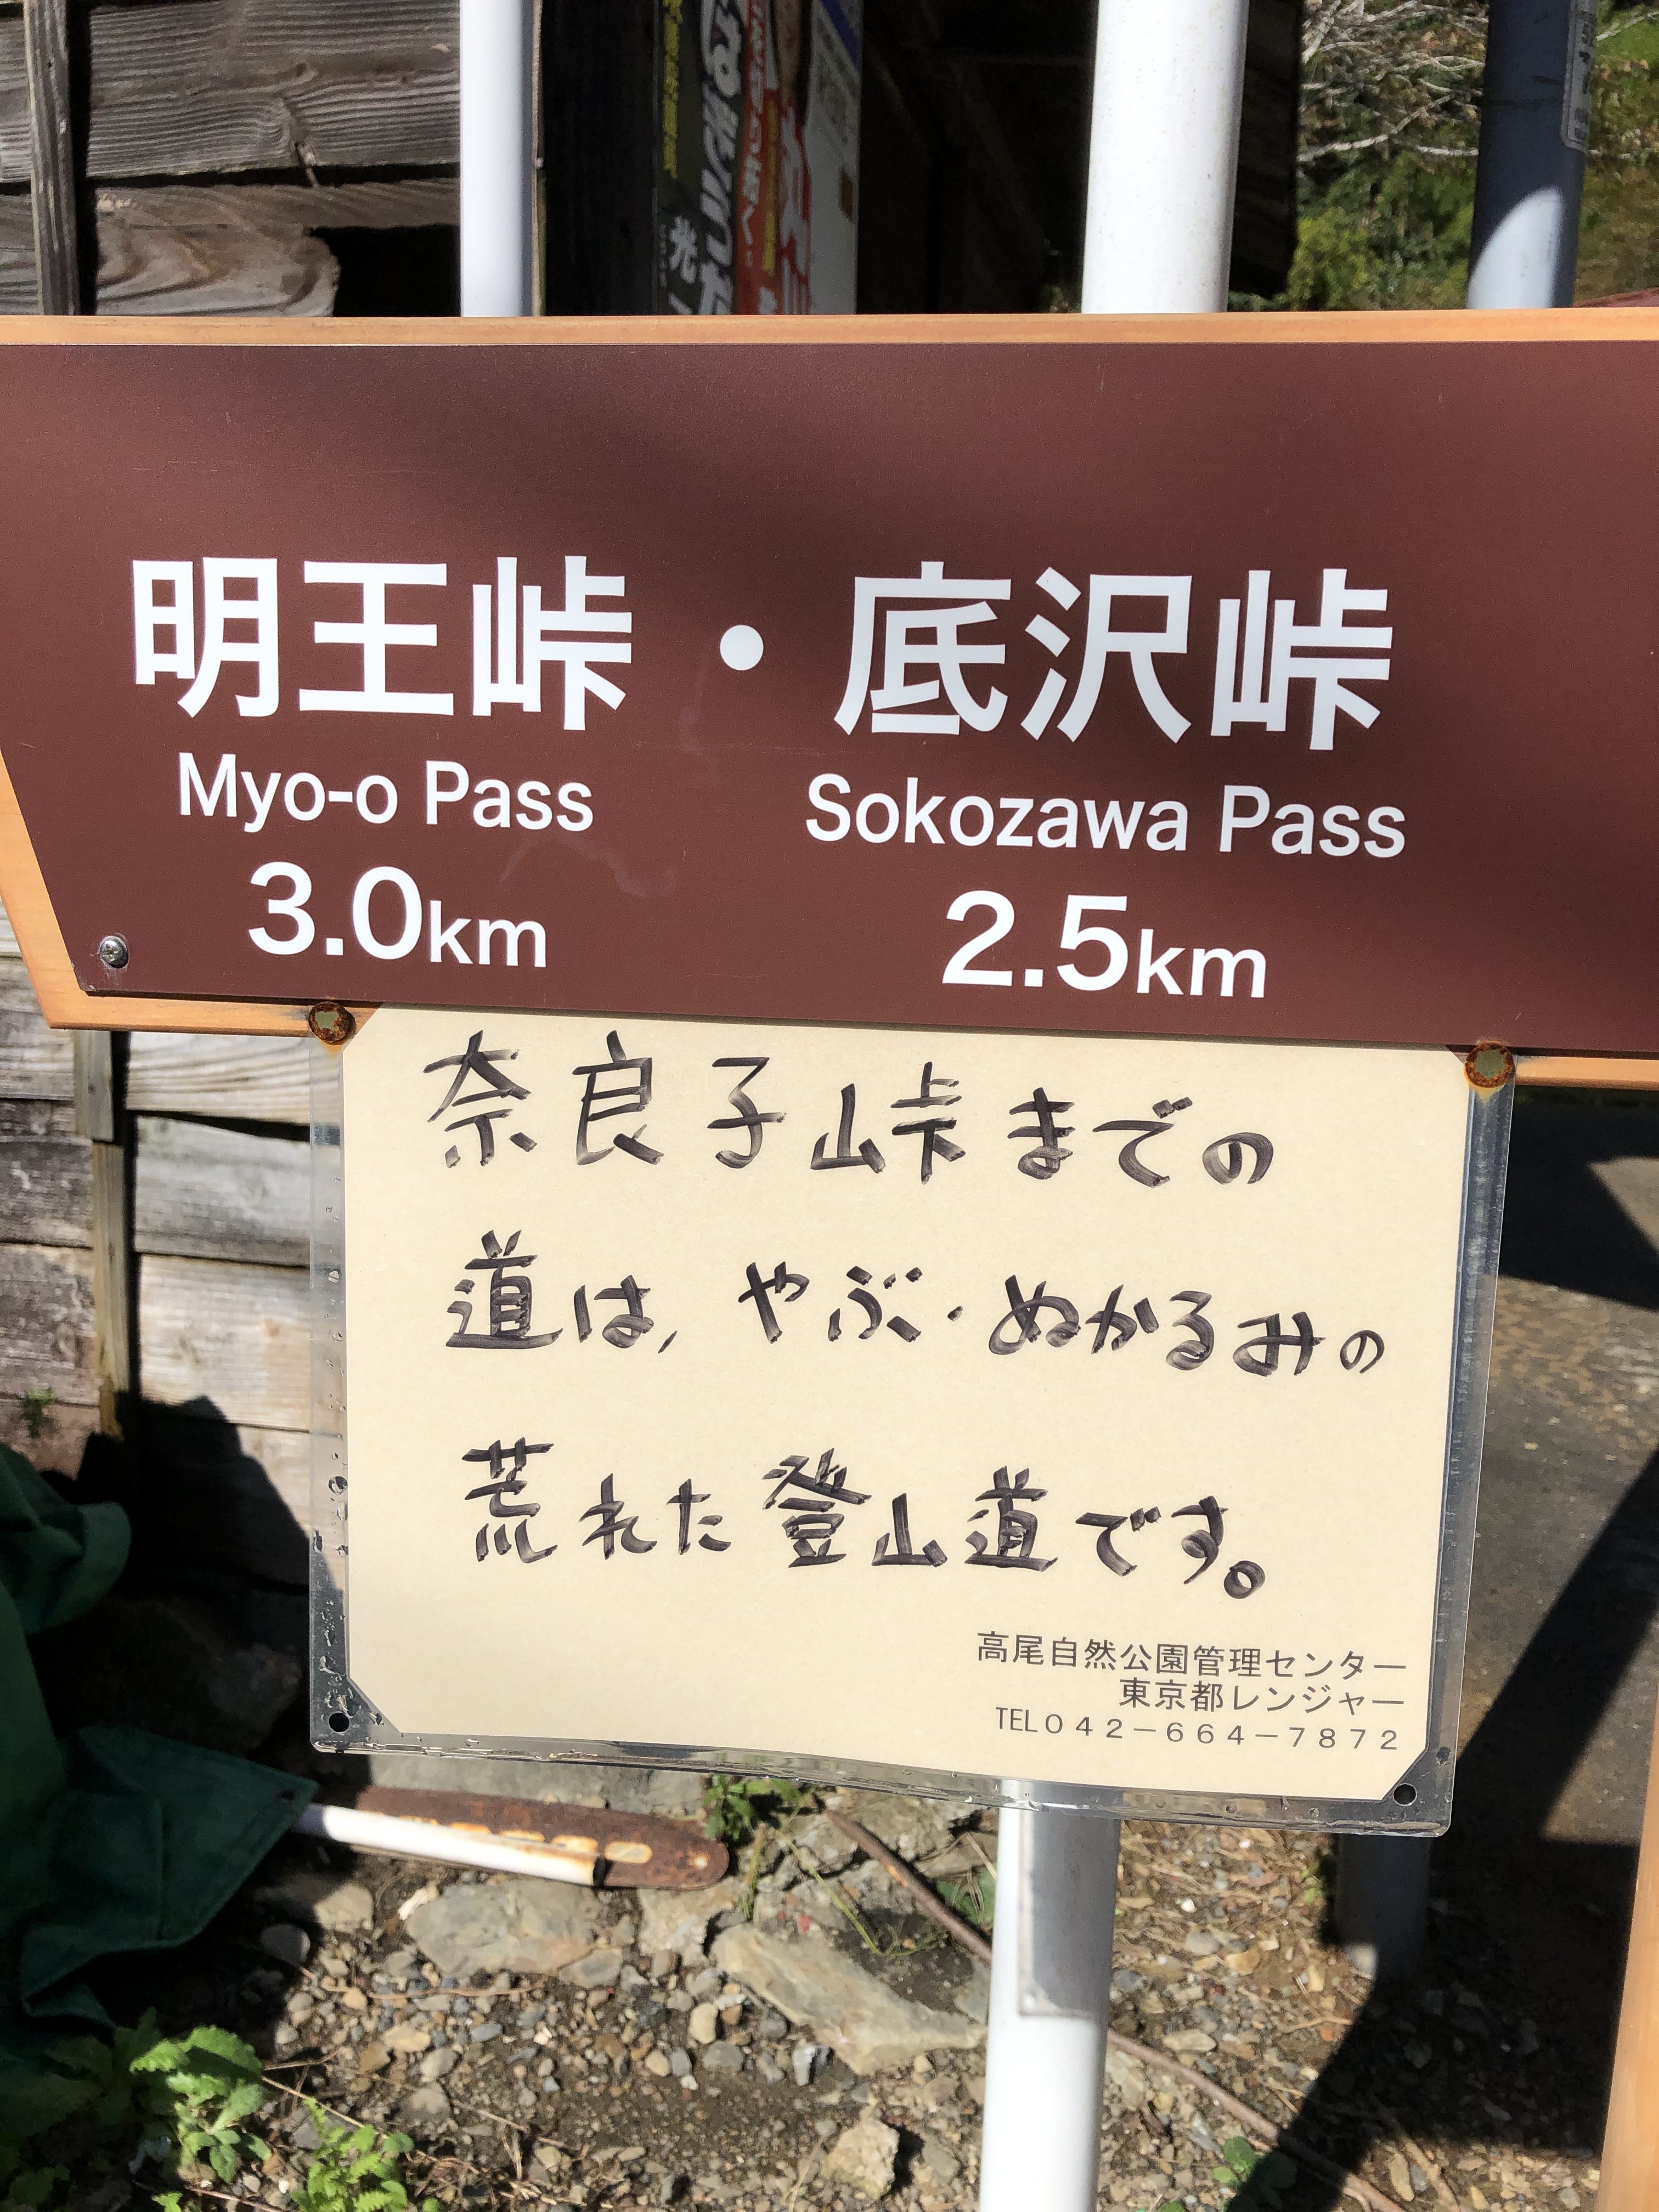 明王峠・底沢峠
Myo-o Pass Sokozawa Pass
3.0km 2.5km
奈良子峠までの
道は、やぶ・ぬかるみの
荒れた登山道です。
高尾自然公園管理センター
東京都レンジャー
TEL042－664－7872